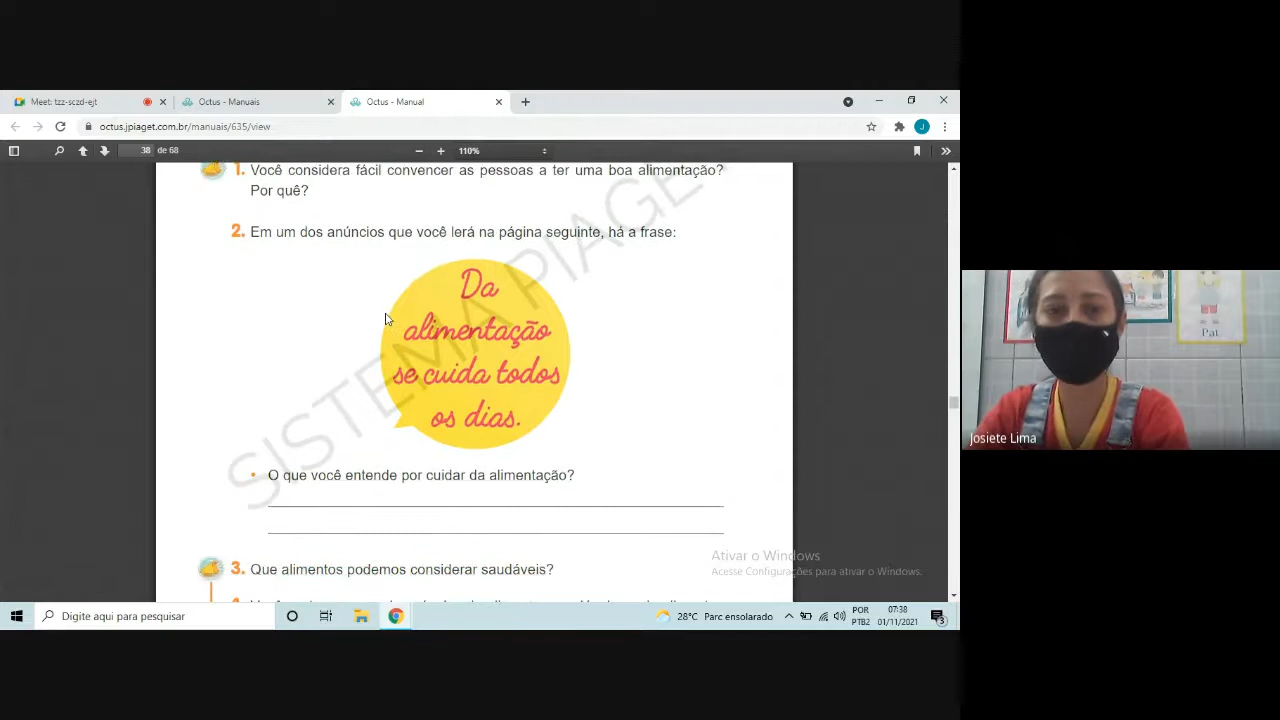 Meet: tzz-sczd-ejt
Octus - Manuais
Octus - Manual
octus.jpiaget.com.br/manuais/635/view
J
38 de 68
110%
1. Você considera fácil convencer as pessoas a ter uma boa alimentação?
Por quê?
2. Em um dos anúncios que você lerá na página seguinte, há a frase:
Da
alimentação
se cuida todos
os dias.
SISTEMA PIAGE
• O que você entende por cuidar da alimentação?
3. Que alimentos podemos considerar saudáveis?
Ativar o Windows
Acesse Configurações para ativar o Windows.
Digite aqui para pesquisar
28°C Parc ensolarado
POR
PTB2
07:38
01/11/2021
3
Pat
Josiete Lima